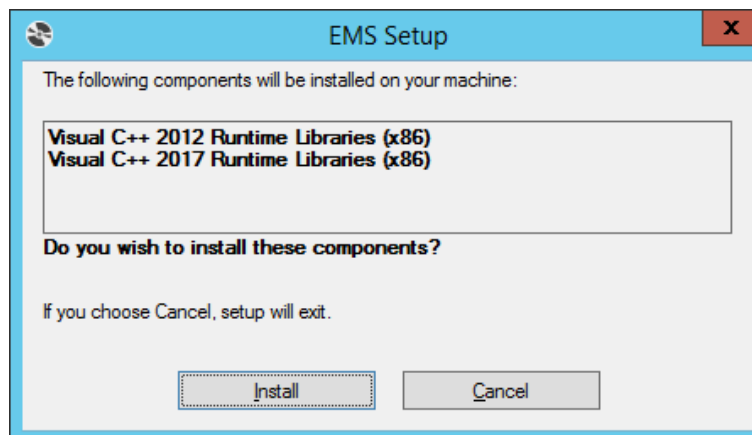 EMS Setup
x
The following components will be installed on your machine:
Visual C++ 2012 Runtime Libraries (x86)
Visual C++ 2017 Runtime Libraries (x86)
Do you wish to install these components?
If you choose Cancel, setup will exit.
Install Cancel